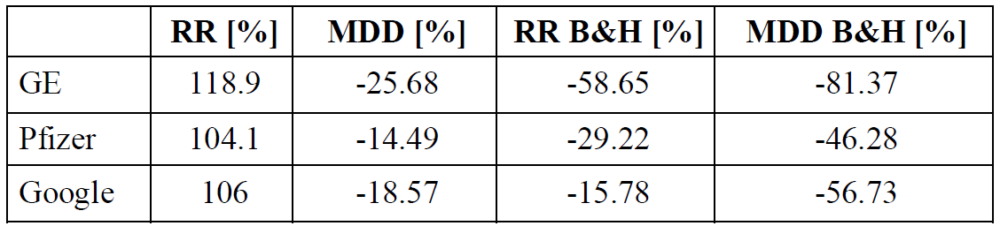 RR [%] MDD [%] RR B&H [%] MDD B&H [%]
GE 118.9 -25.68 -58.65 -81.37
Pfizer 104.1 -14.49 -29.22 -46.28
Google 106 -18.57 -15.78 -56.73